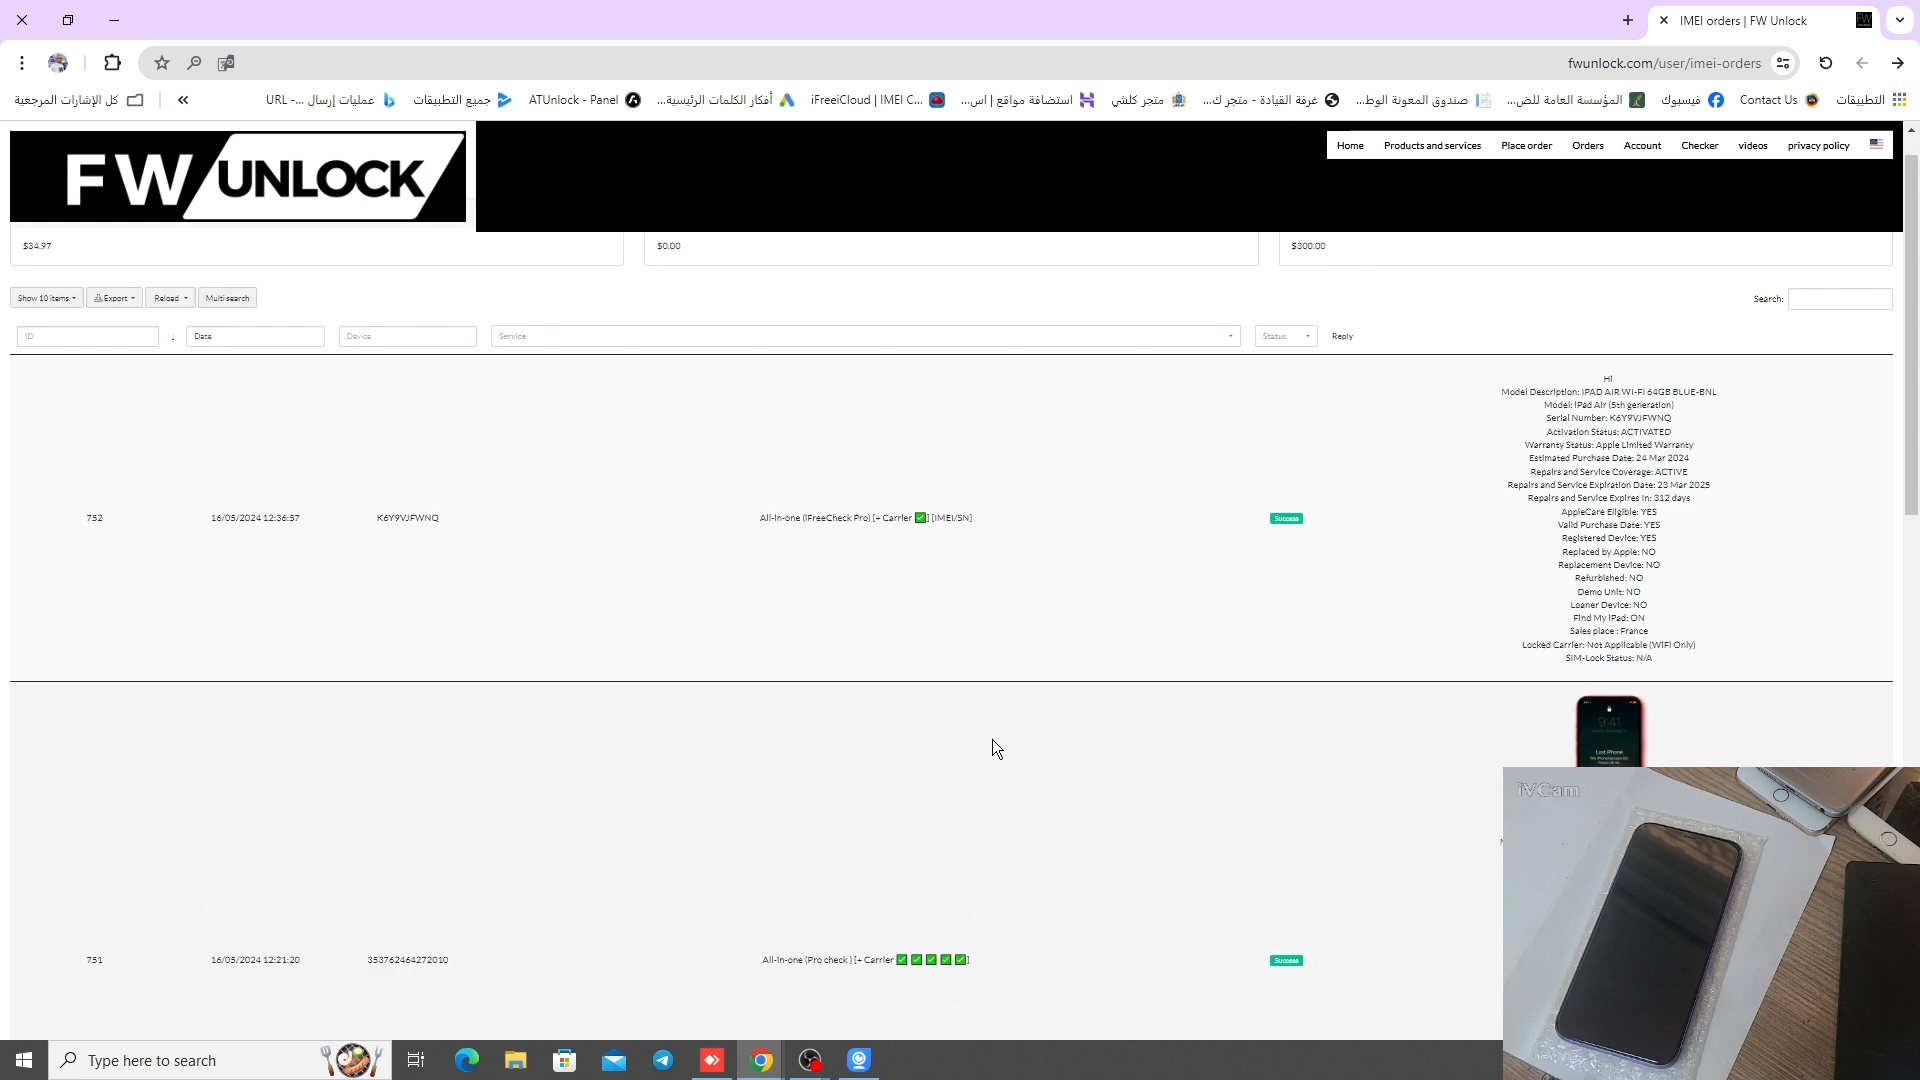 IMEI orders | FW Unlock
fwunlock.com/user/imei-orders
كل الإشارات المرجعية
عمليات إرسال URL -...
جميع التطبيقات
ATUnlock - Panel
أفكار الكلمات الرئيسية...
iFreeiCloud | IMEI C...
استضافة مواقع | اس...
متجر كلشي
غرفة القيادة - متجر ك...
صندوق المعونة الوط...
المؤسسة العامة للض...
فيسبوك
Contact Us
التطبيقات
FW UNLOCK
Home
Products and services
Place order
Orders
Account
Checker
videos
privacy policy
$34.97
$0.00
$300.00
Show 10 items
Export
Reload
Multi search
Search:
ID
Date
Device
Service
Status
Reply
752
16/05/2024 12:36:57
K6Y9VJFWNQ
All-in-one (iFreeCheck Pro) [+ Carrier ✅] [IMEI/SN]
Success
Hi
Model Description: IPAD AIR WI-FI 64GB BLUE-BNL
Model: iPad Air (5th generation)
Serial Number: K6Y9VJFWNQ
Activation Status: ACTIVATED
Warranty Status: Apple Limited Warranty
Estimated Purchase Date: 24 Mar 2024
Repairs and Service Coverage: ACTIVE
Repairs and Service Expiration Date: 23 Mar 2025
Repairs and Service Expires In: 312 days
AppleCare Eligible: YES
Valid Purchase Date: YES
Registered Device: YES
Replaced by Apple: NO
Replacement Device: NO
Refurbished: NO
Demo Unit: NO
Loaner Device: NO
Find My iPad: ON
Sales place : France
Locked Carrier: Not Applicable (WiFi Only)
SIM-Lock Status: N/A
9:41
Lost iPhone
751
16/05/2024 12:21:20
353762464272010
All-in-one (Pro check ) [+ Carrier ✅ ✅ ✅ ✅ ✅]
Success
iVCam
Type here to search